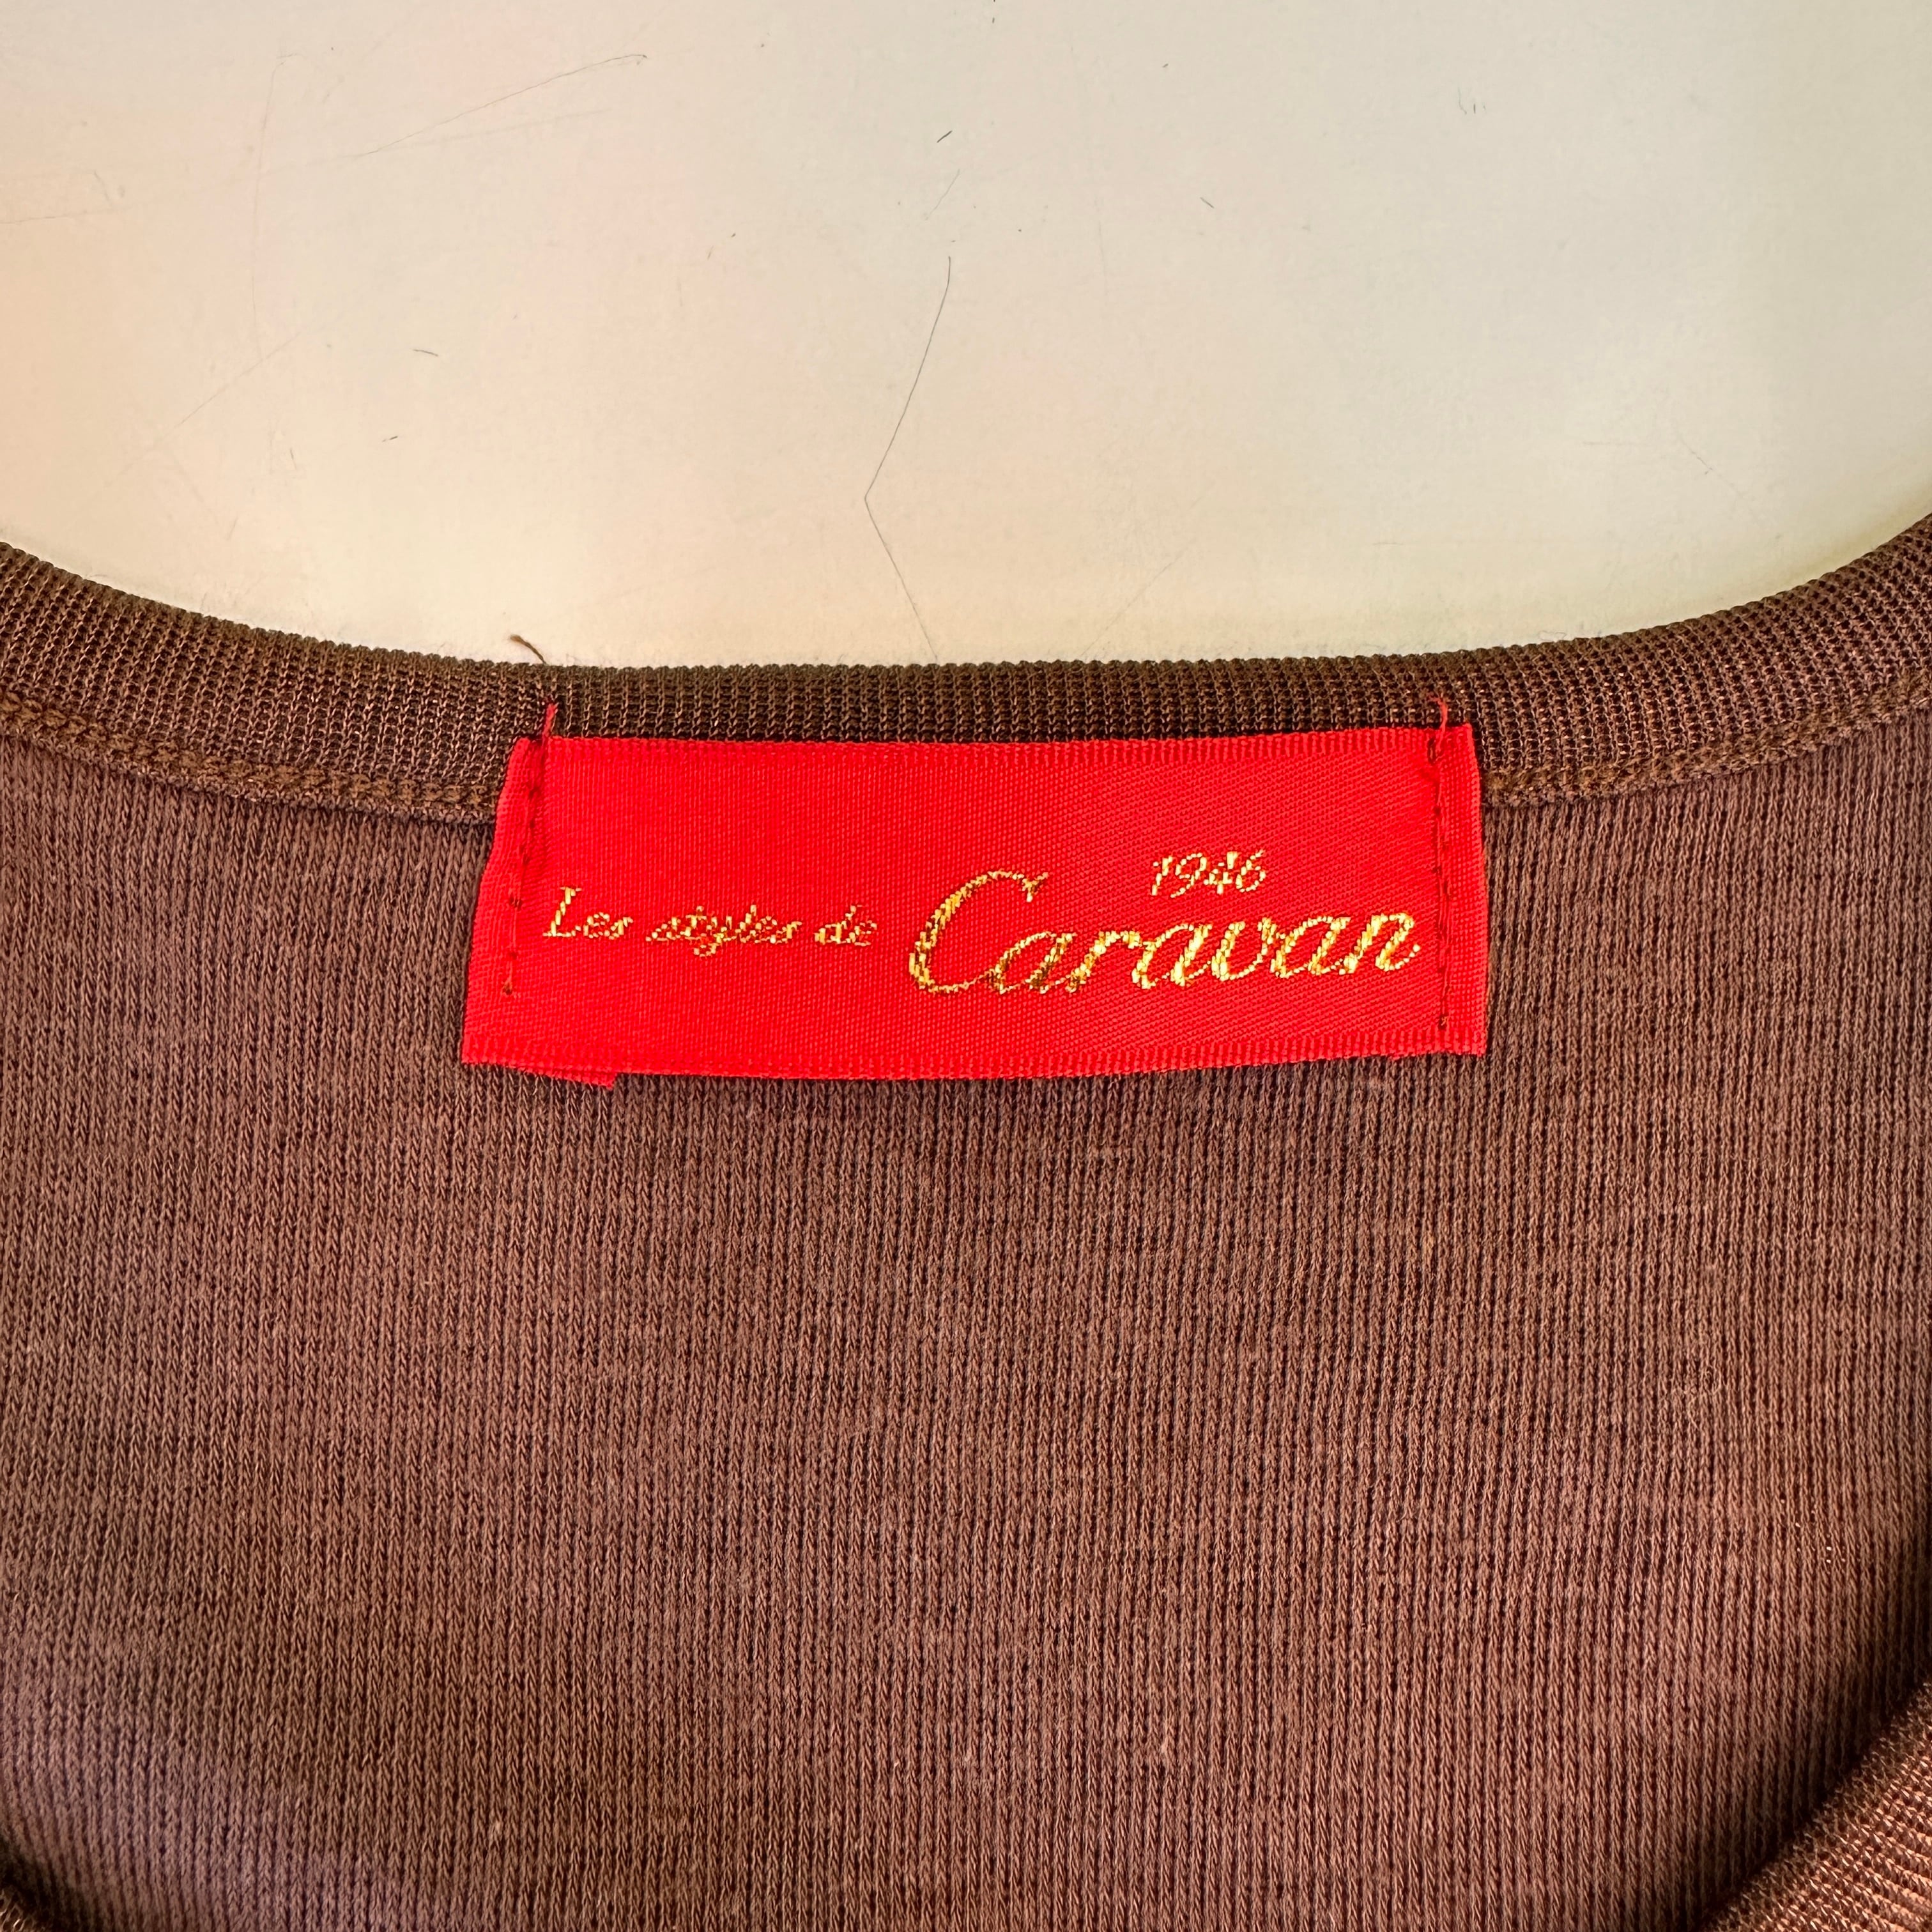 1946
Les styles de Caravan